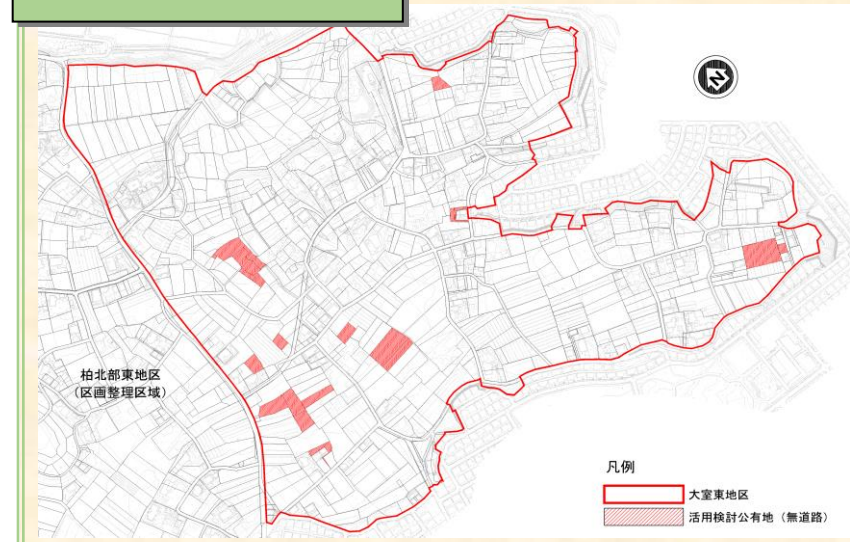 柏北部東地区
（区画整理区域）
凡例
大室東地区
活用検討公有地（無道路）